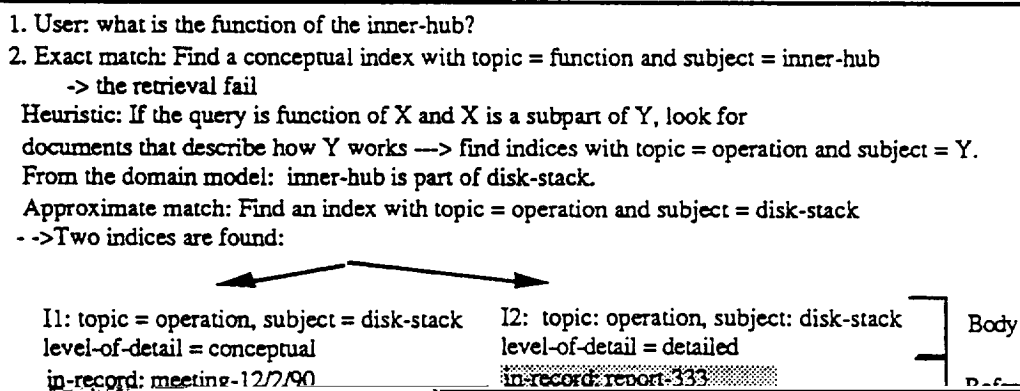 1. User: what is the function of the inner-hub?
2. Exact match: Find a conceptual index with topic = function and subject = inner-hub
-> the retrieval fail
Heuristic: If the query is function of X and X is a subpart of Y, look for
documents that describe how Y works ---> find indices with topic = operation and subject = Y.
From the domain model: inner-hub is part of disk-stack.
Approximate match: Find an index with topic = operation and subject = disk-stack
- ->Two indices are found:
I1: topic = operation, subject = disk-stack
level-of-detail = conceptual
in-record: meeting-12/2/90
I2: topic: operation, subject: disk-stack
level-of-detail = detailed
in-record: report-333
Body